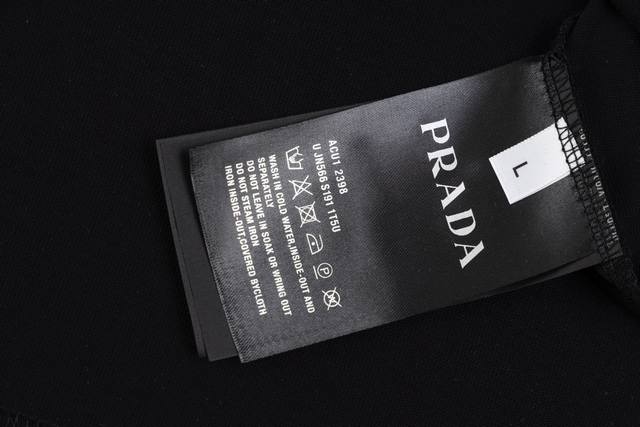 PRADA
L
ACU1 2398
U JN566 S191 1T5U
WASH IN COLD WATER,INSIDE-OUT AND
SEPARATELY
DO NOT LEAVE IN SOAK OR WRING OUT
DO NOT STEAM IRON
IRON INSIDE-OUT,COVERED BYCLOTH